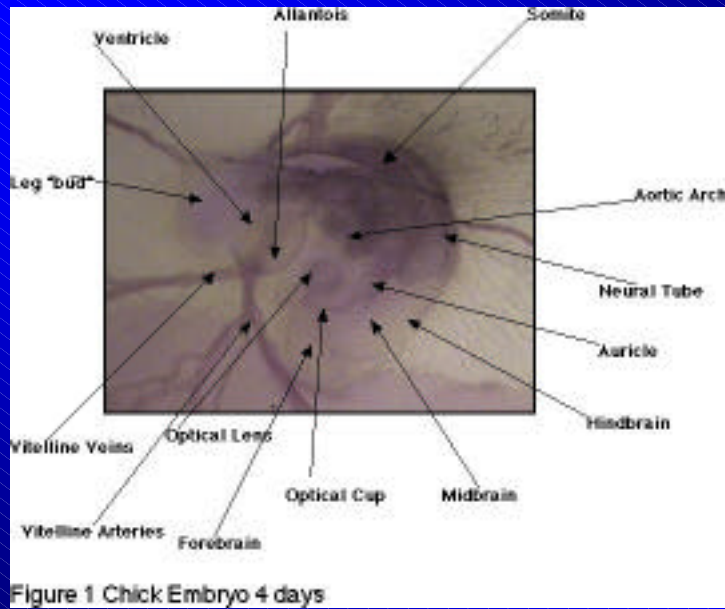 Allantois
Somite
Ventricle
Leg "bud"
Aortic Arch
Neural Tube
Auricle
Hindbrain
Vitelline Veins
Optical Lens
Optical Cup
Midbrain
Vitelline Arteries
Forebrain
Figure 1 Chick Embryo 4 days